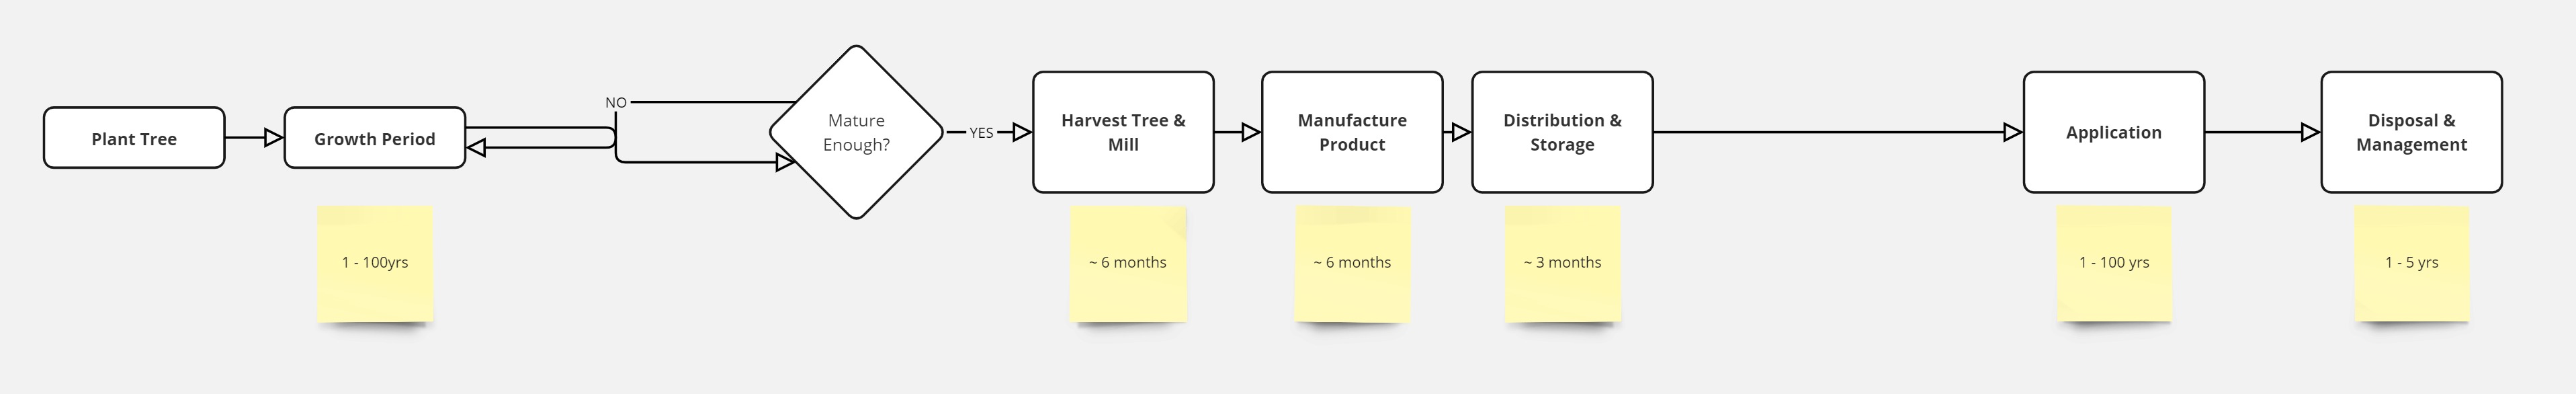 Plant Tree
Growth Period
1 - 100yrs
NO
Mature
Enough?
YES
Harvest Tree &
Mill
~ 6 months
Manufacture
Product
~ 6 months
Distribution &
Storage
~ 3 months
Application
1 - 100 yrs
Disposal &
Management
1 - 5 yrs